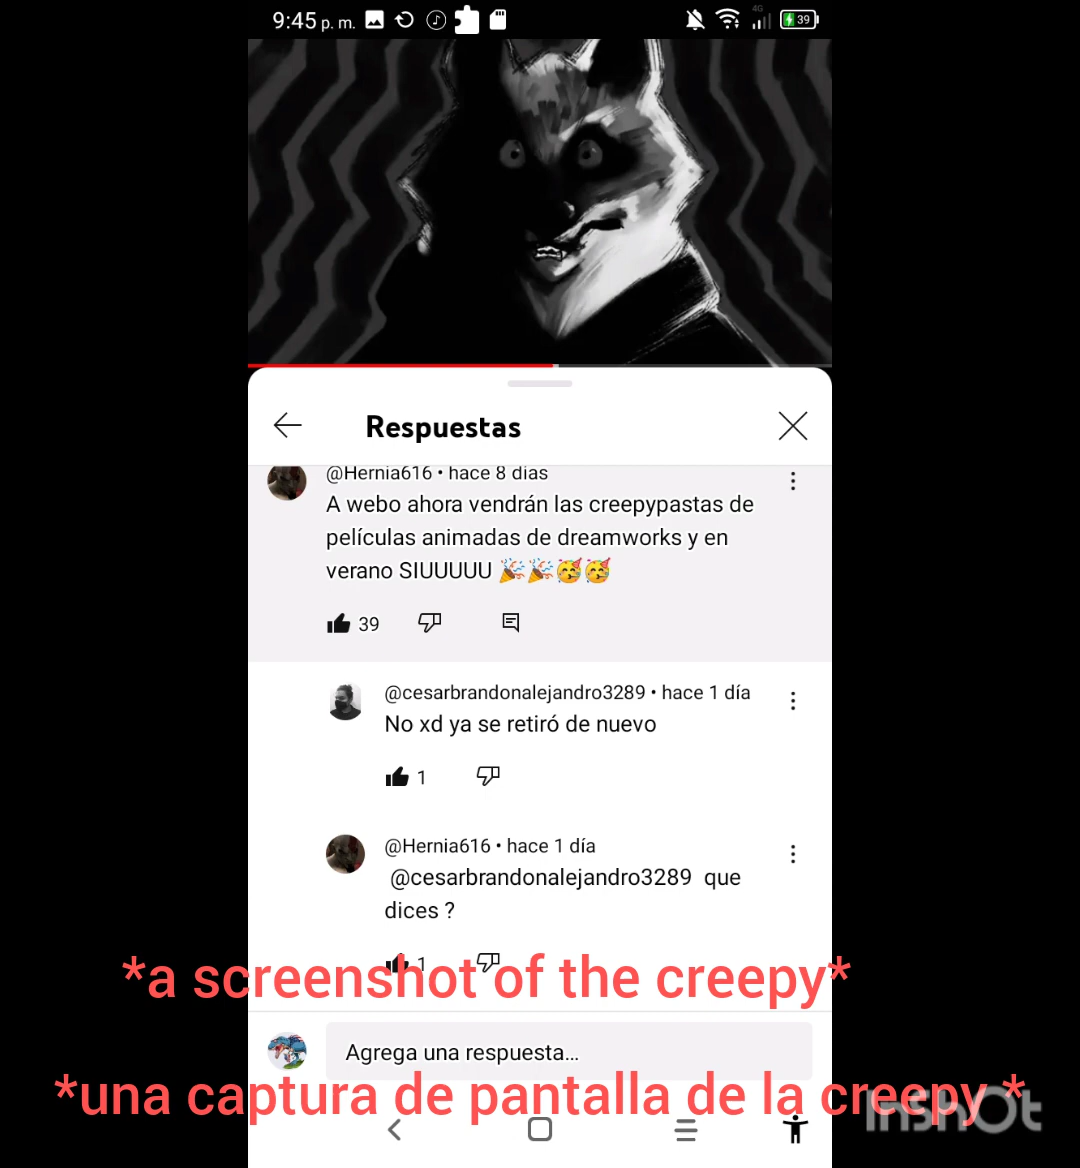 9:45 p. m.
4G
39
Respuestas
@Hernia616 • hace 8 días
A webo ahora vendrán las creepypastas de
películas animadas de dreamworks y en
verano SIUUUUU 🎉🎉🥳🥳
39
@cesarbrandonalejandro3289 • hace 1 día
No xd ya se retiró de nuevo
1
@Hernia616 • hace 1 día
@cesarbrandonalejandro3289 que
dices ?
1
*a screenshot of the creepy*
Agrega una respuesta...
*una captura de pantalla de la creepy *
InShOt